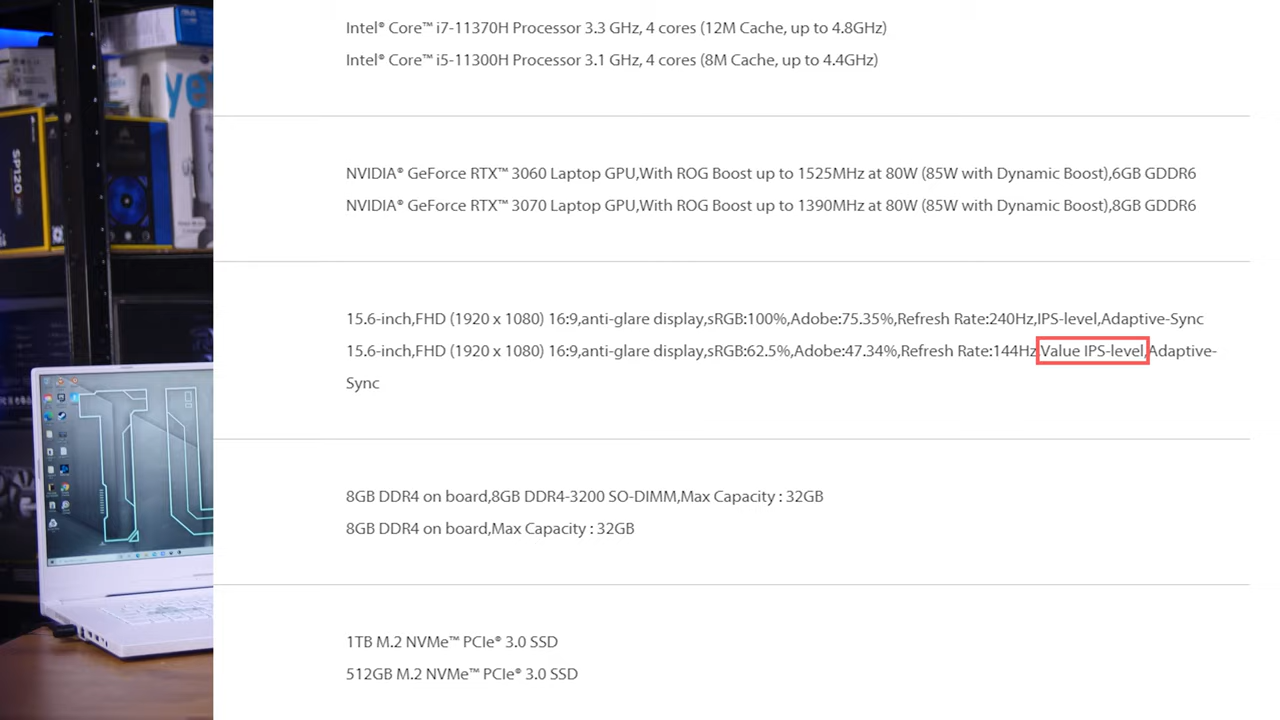 Intel® Core™ i7-11370H Processor 3.3 GHz, 4 cores (12M Cache, up to 4.8GHz)
Intel® Core™ i5-11300H Processor 3.1 GHz, 4 cores (8M Cache, up to 4.4GHz)
NVIDIA® GeForce RTX™ 3060 Laptop GPU,With ROG Boost up to 1525MHz at 80W (85W with Dynamic Boost),6GB GDDR6
NVIDIA® GeForce RTX™ 3070 Laptop GPU,With ROG Boost up to 1390MHz at 80W (85W with Dynamic Boost),8GB GDDR6
15.6-inch,FHD (1920 x 1080) 16:9,anti-glare display,sRGB:100%,Adobe:75.35%,Refresh Rate:240Hz,IPS-level,Adaptive-Sync
15.6-inch,FHD (1920 x 1080) 16:9,anti-glare display,sRGB:62.5%,Adobe:47.34%,Refresh Rate:144Hz,Value IPS-level,Adaptive-
Sync
8GB DDR4 on board,8GB DDR4-3200 SO-DIMM,Max Capacity : 32GB
8GB DDR4 on board,Max Capacity : 32GB
1TB M.2 NVMe™ PCIe® 3.0 SSD
512GB M.2 NVMe™ PCIe® 3.0 SSD
ye
SP120
TU